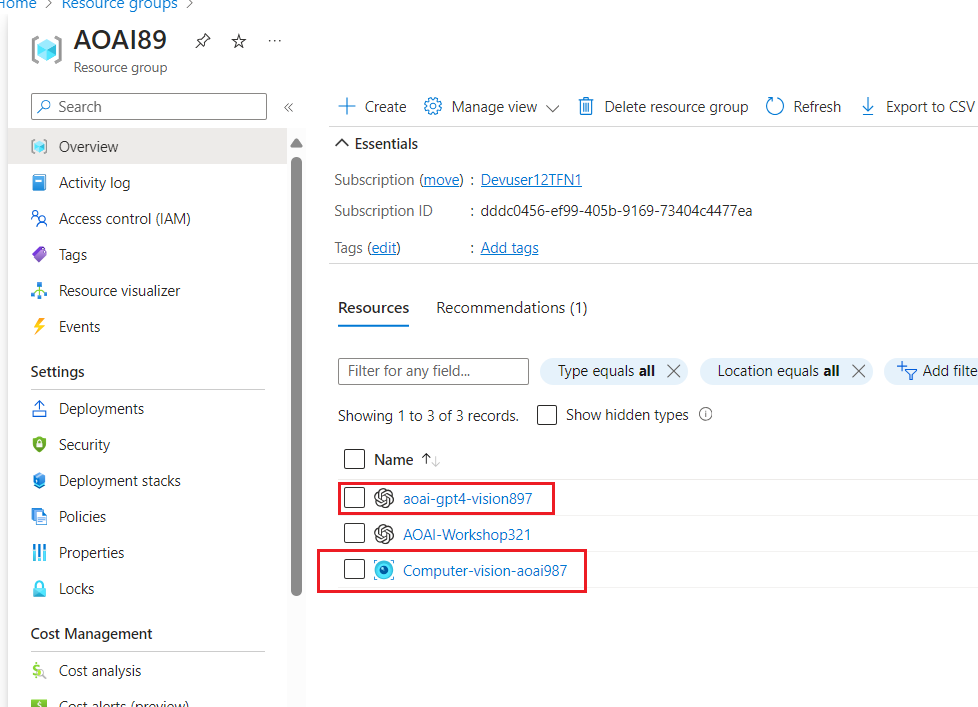 Home > Resource groups >
AOAI89
Resource group
Search
Overview
Activity log
Access control (IAM)
Tags
Resource visualizer
Events
Settings
Deployments
Security
Deployment stacks
Policies
Properties
Locks
Cost Management
Cost analysis
Cost alerts (preview)
Create Manage view Delete resource group Refresh Export to CSV
Essentials
Subscription (move) : Devuser12TFN1
Subscription ID : dddc0456-ef99-405b-9169-73404c4477ea
Tags (edit) : Add tags
Resources Recommendations (1)
Filter for any field... Type equals all Location equals all Add filte
Showing 1 to 3 of 3 records. Show hidden types
Name
aoai-gpt4-vision897
AOAI-Workshop321
Computer-vision-aoai987